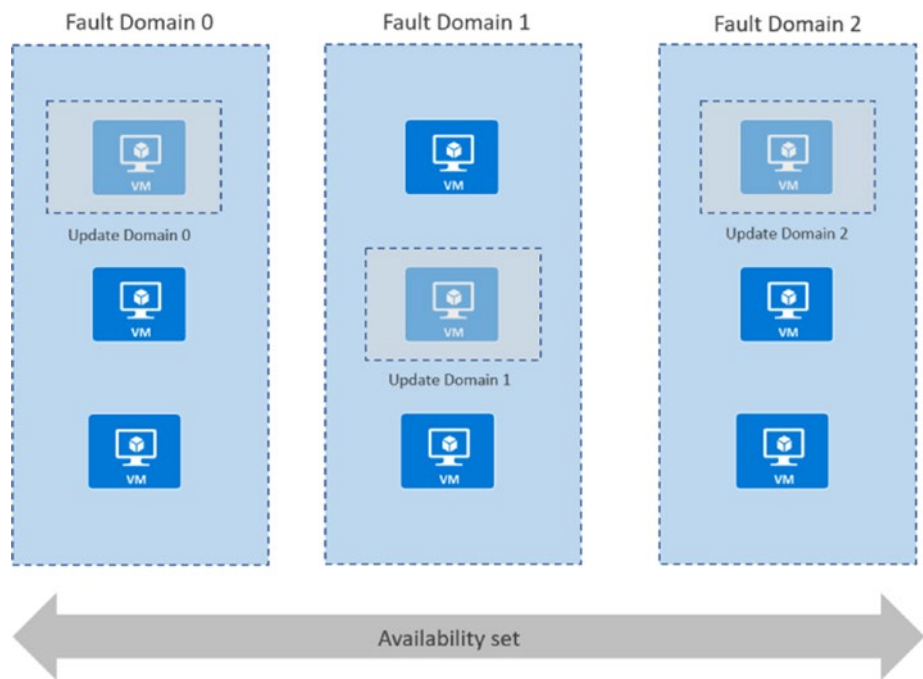 Fault Domain 0
Fault Domain 1
Fault Domain 2
VM
VM
VM
Update Domain 0
Update Domain 2
VM
VM
VM
Update Domain 1
VM
VM
VM
Availability set